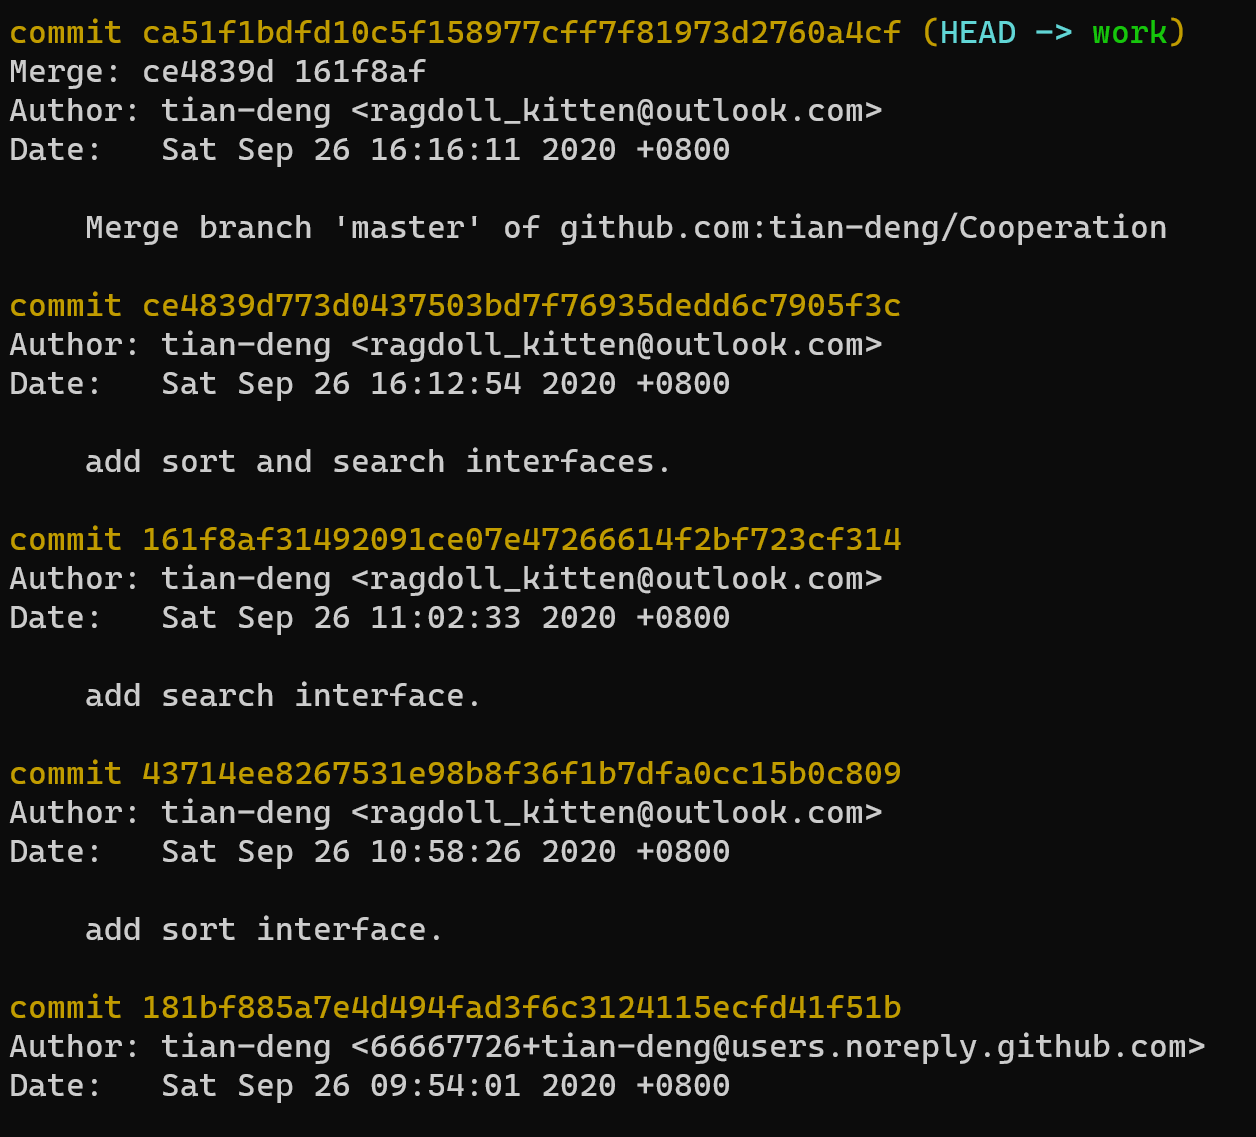 commit ca51f1bdfd10c5f158977cff7f81973d2760a4cf (HEAD -> work)
Merge: ce4839d 161f8af
Author: tian-deng <ragdoll_kitten@outlook.com>
Date:   Sat Sep 26 16:16:11 2020 +0800
    Merge branch 'master' of github.com:tian-deng/Cooperation
commit ce4839d773d0437503bd7f76935dedd6c7905f3c
Author: tian-deng <ragdoll_kitten@outlook.com>
Date:   Sat Sep 26 16:12:54 2020 +0800
    add sort and search interfaces.
commit 161f8af31492091ce07e47266614f2bf723cf314
Author: tian-deng <ragdoll_kitten@outlook.com>
Date:   Sat Sep 26 11:02:33 2020 +0800
    add search interface.
commit 43714ee8267531e98b8f36f1b7dfa0cc15b0c809
Author: tian-deng <ragdoll_kitten@outlook.com>
Date:   Sat Sep 26 10:58:26 2020 +0800
    add sort interface.
commit 181bf885a7e4d494fad3f6c3124115ecfd41f51b
Author: tian-deng <66667726+tian-deng@users.noreply.github.com>
Date:   Sat Sep 26 09:54:01 2020 +0800